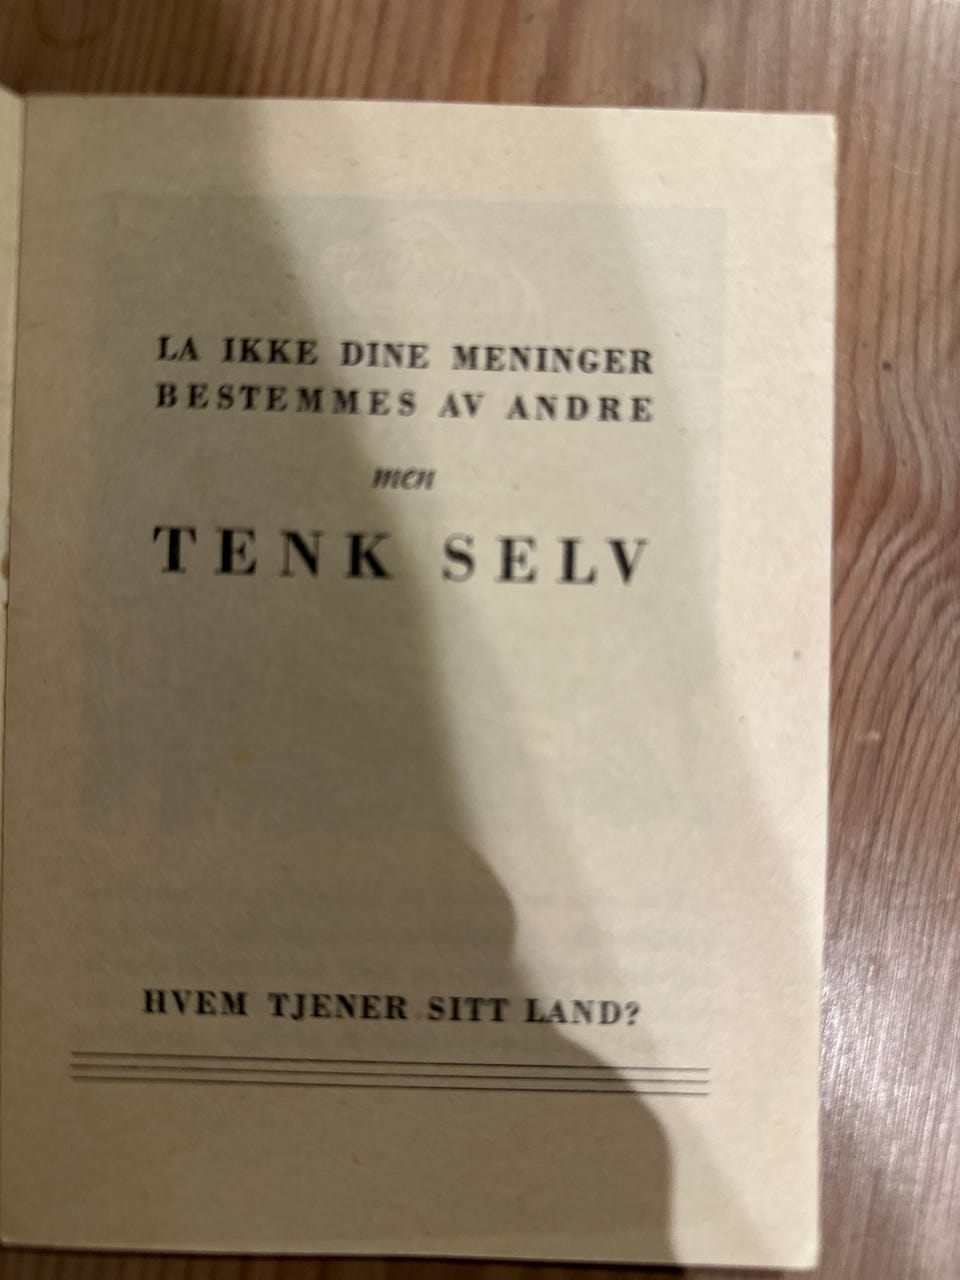 LA IKKE DINE MENINGER
BESTEMMES AV ANDRE
men
TENK SELV
HVEM TJENER SITT LAND?